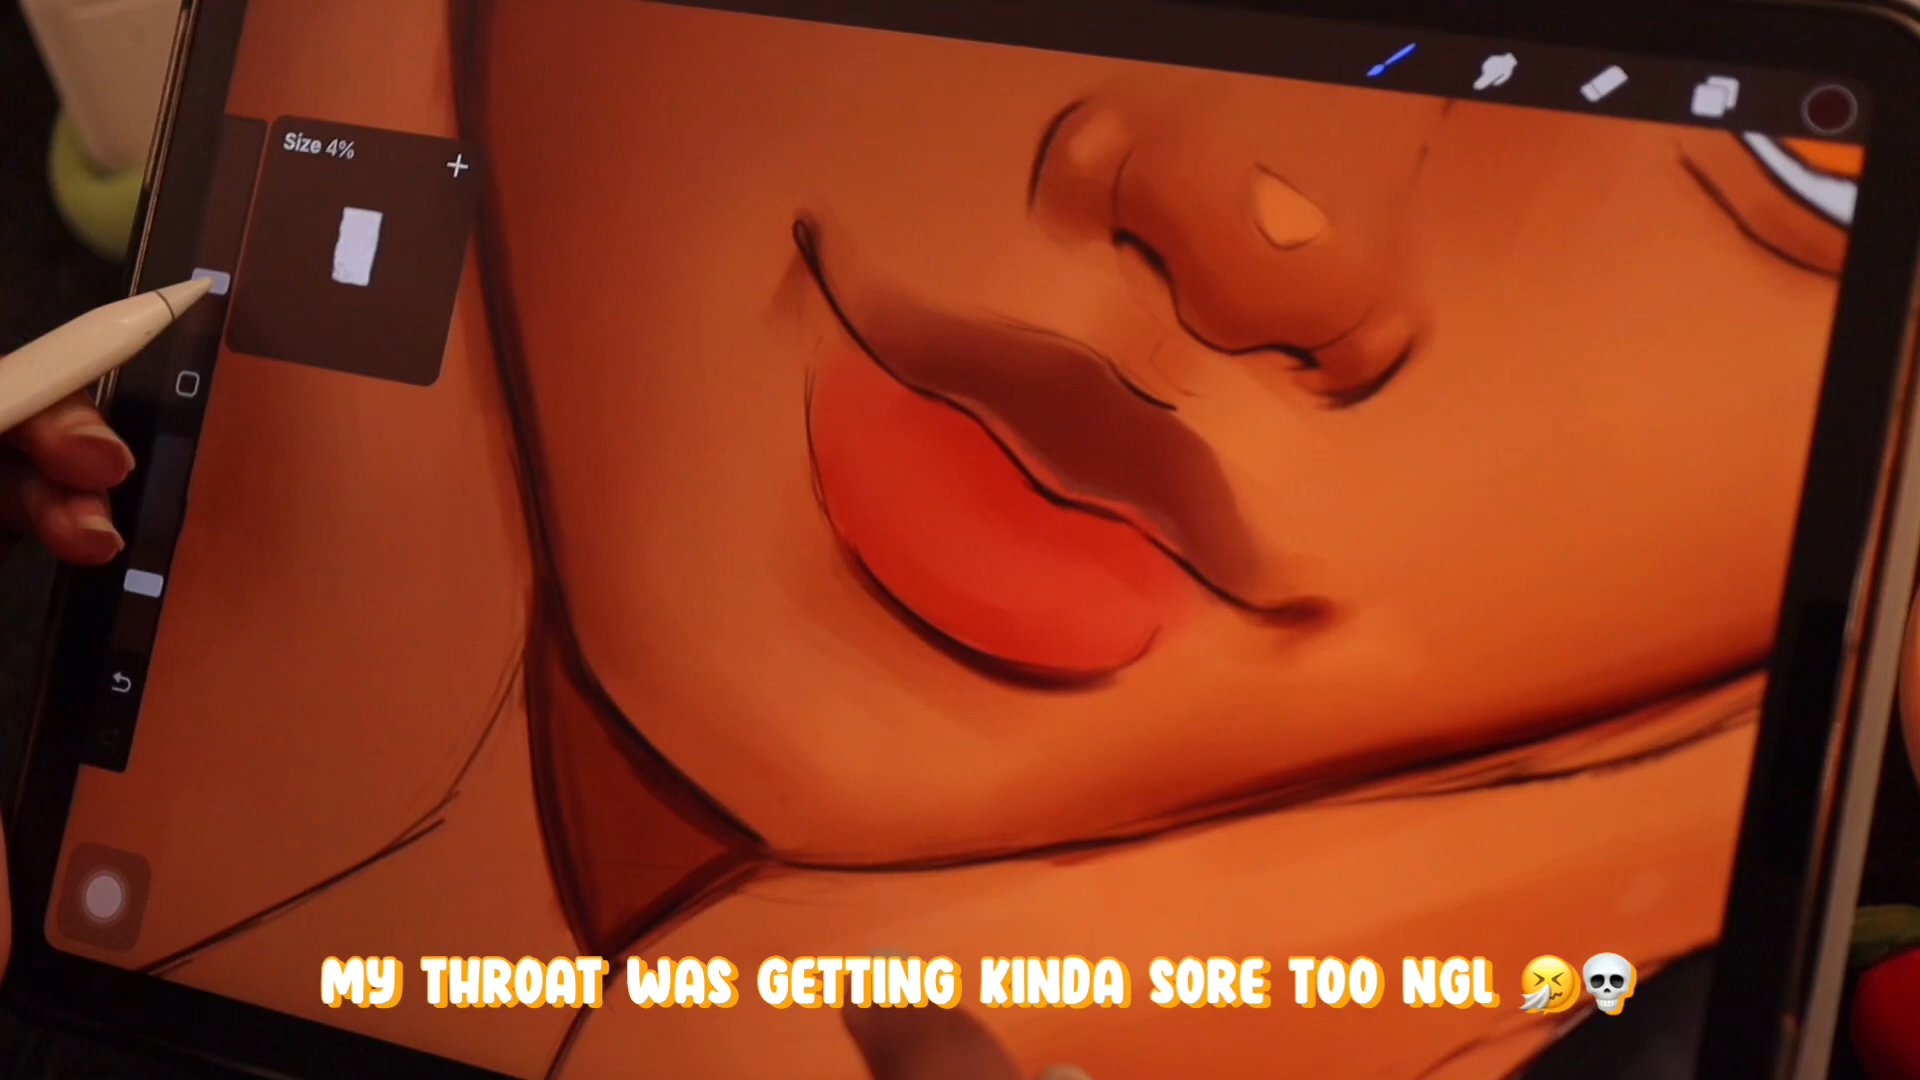 Size 4%
MY THROAT WAS GETTING KINDA SORE TOO NGL 🤧💀